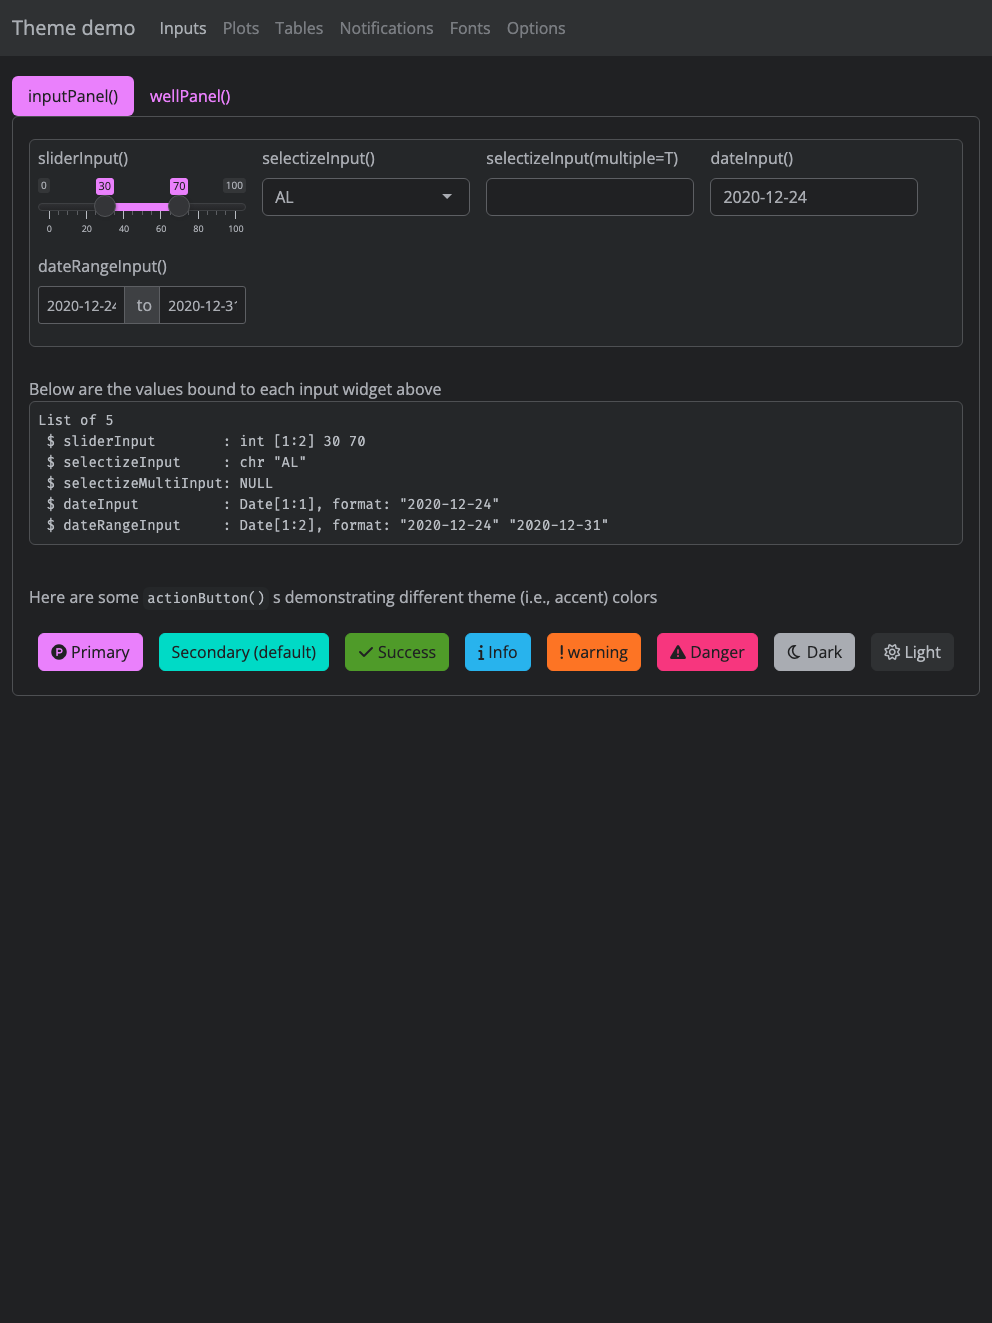 Theme demo Inputs Plots Tables Notifications Fonts Options
inputPanel() wellPanel()
sliderInput() selectizeInput() selectizeInput(multiple=T) dateInput()
0 30 70 100
AL 2020-12-24
0 20 40 60 80 100
dateRangeInput()
2020-12-24 to 2020-12-31
Below are the values bound to each input widget above
List of 5
$ sliderInput : int [1:2] 30 70
$ selectizeInput : chr "AL"
$ selectizeMultiInput: NULL
$ dateInput : Date[1:1], format: "2020-12-24"
$ dateRangeInput : Date[1:2], format: "2020-12-24" "2020-12-31"
Here are some actionButton() s demonstrating different theme (i.e., accent) colors
Primary Secondary (default) Success Info warning Danger Dark Light